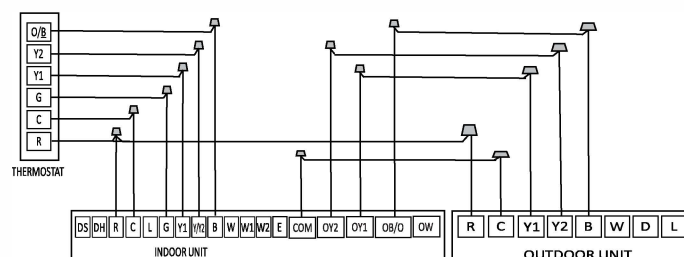 O/B
Y2
Y1
G
C
R
THERMOSTAT
DS DH R C L G Y1 Y/Y2 B W W1 W2 E COM OY2 OY1 OB/O OW
INDOOR UNIT
R C Y1 Y2 B W D L
OUTDOOR UNIT